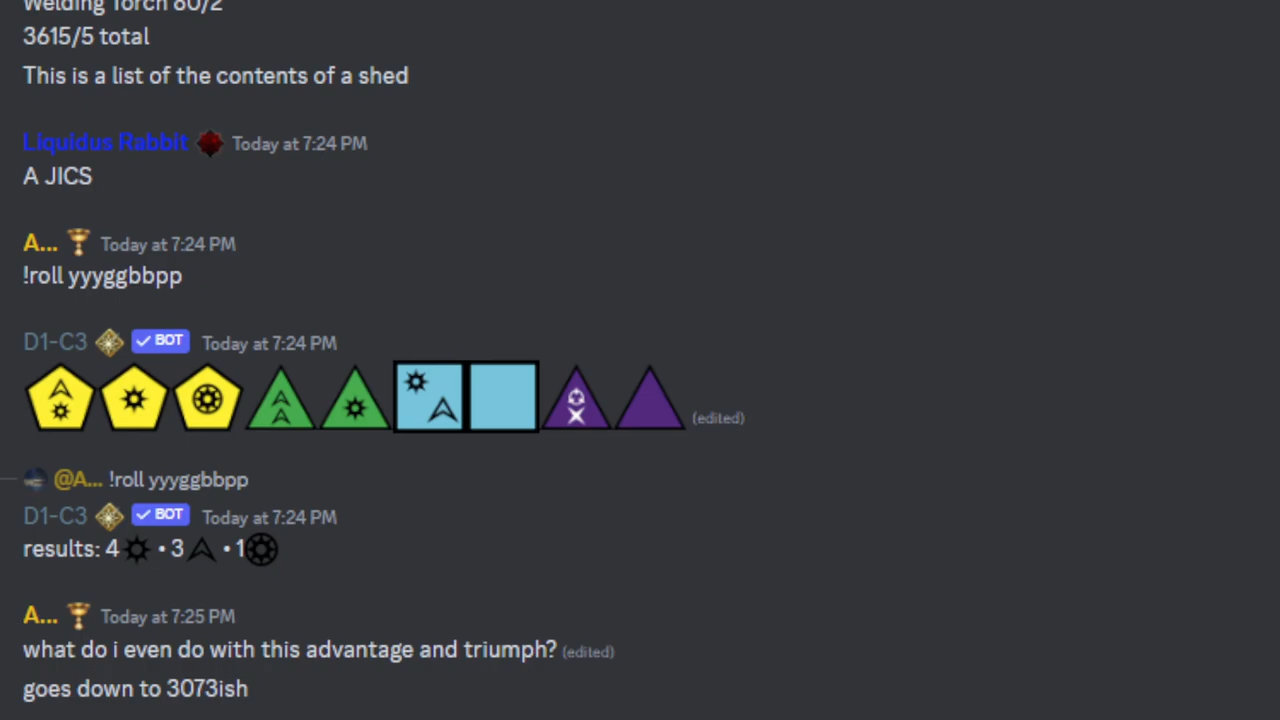 Welding Torch 80/2
3615/5 total
This is a list of the contents of a shed
Liquidus Rabbit Today at 7:24 PM
A JICS
A... Today at 7:24 PM
!roll yyyggbbpp
D1-C3 BOT Today at 7:24 PM
(edited)
@A... !roll yyyggbbpp
D1-C3 BOT Today at 7:24 PM
results: 4 • 3 • 1
A... Today at 7:25 PM
what do i even do with this advantage and triumph? (edited)
goes down to 3073ish